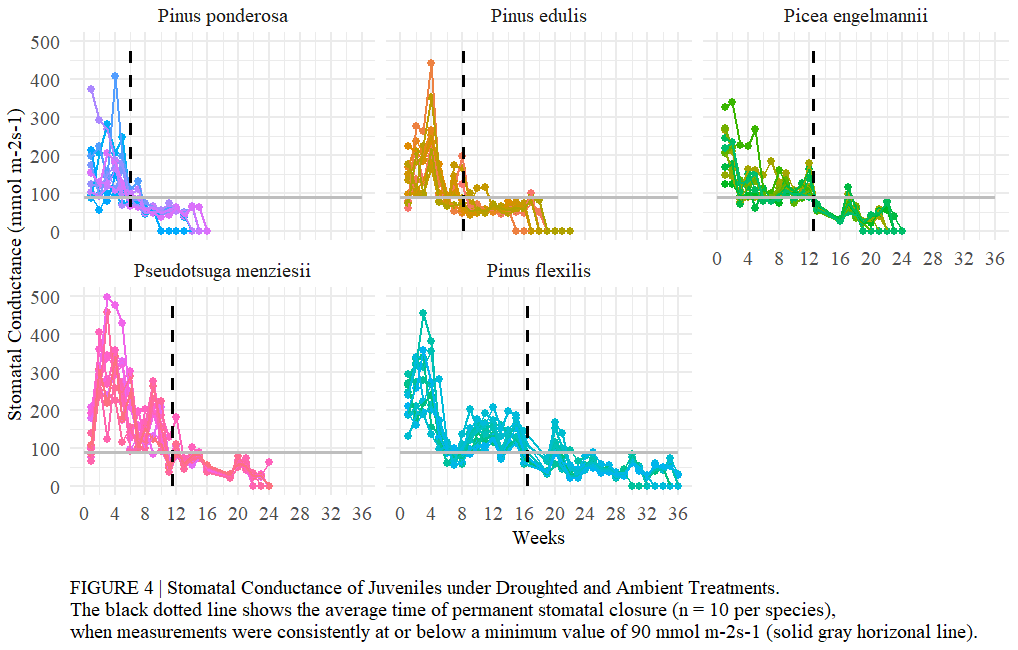 Pinus ponderosa
Pinus edulis
Picea engelmannii
500
400
300
200
100
0
0 4 8 12 16 20 24 28 32 36
Pseudotsuga menziesii
Pinus flexilis
500
400
300
200
100
0
0 4 8 12 16 20 24 28 32 36
0 4 8 12 16 20 24 28 32 36
Stomatal Conductance (mmol m-2s-1)
Weeks
FIGURE 4 | Stomatal Conductance of Juveniles under Droughted and Ambient Treatments.
The black dotted line shows the average time of permanent stomatal closure (n = 10 per species),
when measurements were consistently at or below a minimum value of 90 mmol m-2s-1 (solid gray horizonal line).